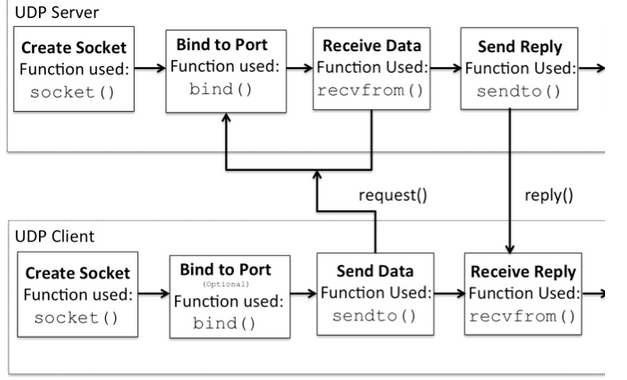 UDP Server
Create Socket
Function used:
socket()
Bind to Port
Function used:
bind()
Receive Data
Function Used:
recvfrom()
Send Reply
Function Used:
sendto()
request()
reply()
UDP Client
Create Socket
Function used:
socket()
Bind to Port
(Optional)
Function used:
bind()
Send Data
Function Used:
sendto()
Receive Reply
Function Used:
recvfrom()